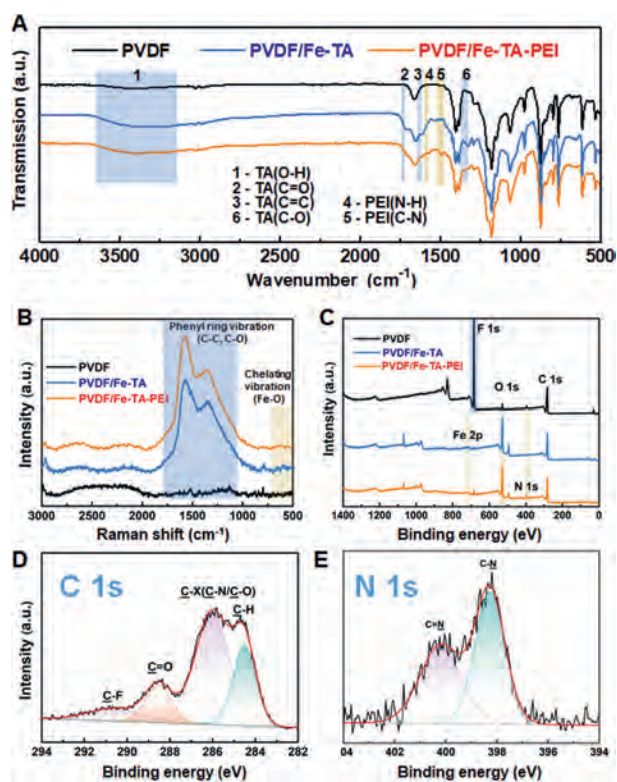 A
PVDF PVDF/Fe-TA PVDF/Fe-TA-PEI
Transmission (a.u.)
1 2 3 4 5 6
1 - TA(O-H)
2 - TA(C=O)
3 - TA(C=C) 4 - PEI(N-H)
6 - TA(C-O) 5 - PEI(C-N)
4000 3500 3000 2500 2000 1500 1000 500
Wavenumber (cm-1)
B
Phenyl ring vibration
(C-C, C-O)
Chelating
vibration
(Fe-O)
PVDF
PVDF/Fe-TA
PVDF/Fe-TA-PEI
Intensity (a.u.)
3000 2500 2000 1500 1000 500
Raman shift (cm-1)
C
F 1s
PVDF
PVDF/Fe-TA
PVDF/Fe-TA-PEI
O 1s C 1s
Fe 2p
N 1s
Intensity (a.u.)
1400 1200 1000 800 600 400 200 0
Binding energy (eV)
D
C 1s
C-X(C-N/C-O)
C-H
C=O
C-F
Intensity (a.u.)
294 292 290 288 286 284 282
Binding energy (eV)
E
N 1s
C-N
C=N
Intensity (a.u.)
04 402 400 398 396 394
Binding energy (eV)